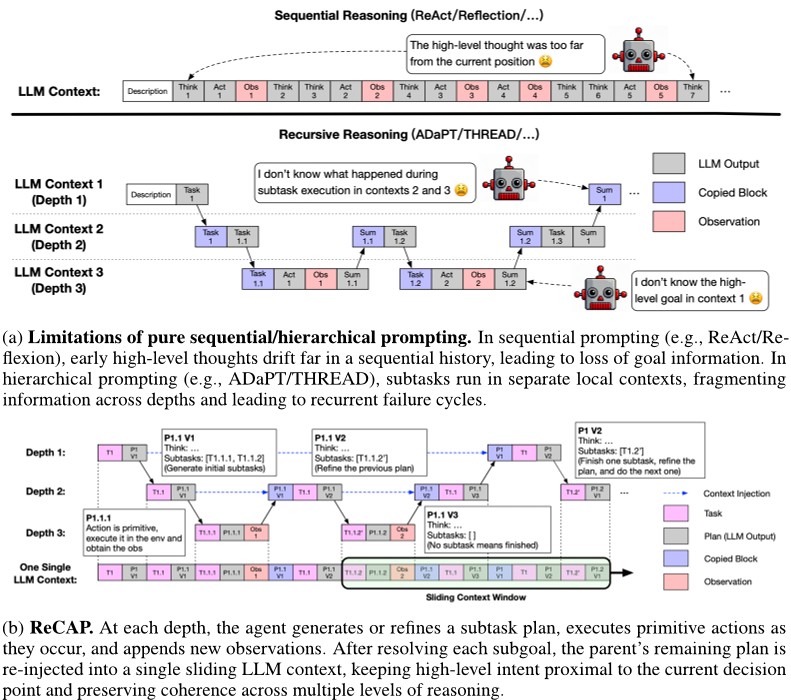 Sequential Reasoning (ReAct/Reflection/...)
The high-level thought was too far
from the current position 😫
LLM Context:
Description Think 1 Act 1 Obs 1 Think 2 Think 3 Act 2 Obs 2 Think 4 Act 3 Obs 3 Act 4 Obs 4 Think 5 Think 6 Act 5 Obs 5 Think 7 ...
Recursive Reasoning (ADaPT/THREAD/...)
I don't know what happened during
subtask execution in contexts 2 and 3 😫
LLM Output
Copied Block
Observation
LLM Context 1
(Depth 1)
Description Task 1 Sum 1 ...
LLM Context 2
(Depth 2)
Task 1 Task 1.1 Sum 1.1 Task 1.2 Sum 1.2 Task 1.3 Sum 1
LLM Context 3
(Depth 3)
Task 1.1 Act 1 Obs 1 Sum 1.1 Task 1.2 Act 2 Obs 2 Sum 1.2
I don't know the high-
level goal in context 1 😫
(a) Limitations of pure sequential/hierarchical prompting. In sequential prompting (e.g., ReAct/Re-
flexion), early high-level thoughts drift far in a sequential history, leading to loss of goal information. In
hierarchical prompting (e.g., ADaPT/THREAD), subtasks run in separate local contexts, fragmenting
information across depths and leading to recurrent failure cycles.
Depth 1:
T1 P1 V1 P1 V1 T1 P1 V2
P1.1 V1
Think: ...
Subtasks: [T1.1.1, T1.1.2]
(Generate initial subtasks)
P1.1 V2
Think: ...
Subtasks: [T1.1.2']
(Refine the previous plan)
P1 V2
Think: ...
Subtasks: [T1.2']
(Finish one subtask, refine the
plan, and do the next one)
Depth 2:
T1.1 P1.1 V1 P1.1 V1 T1.1 P1.1 V2 P1.1 V2 T1.1 P1.1 V3 T1.2' P1.2 V1 ...
P1.1.1
Action is primitive,
execute it in the env and
obtain the obs
Depth 3:
T1.1.1 P1.1.1 Obs 1 T1.1.2' P1.1.2 Obs 2
P1.1 V3
Think: ...
Subtasks: [ ]
(No subtask means finished)
Context Injection
Task
Plan (LLM Output)
Copied Block
Observation
One Single
LLM Context:
T1 P1 V1 T1.1 P1.1 V1 T1.1.1 P1.1.1 Obs 1 P1.1 V1 T1.1 P1.1 V2 T1.1.2 P1.1.2 Obs 2 P1.1 V2 T1.1 P1.1 V3 P1 V1 T1 P1 V2 T1.2' P1.2 V1
Sliding Context Window
(b) ReCAP. At each depth, the agent generates or refines a subtask plan, executes primitive actions as
they occur, and appends new observations. After resolving each subgoal, the parent's remaining plan is
re-injected into a single sliding LLM context, keeping high-level intent proximal to the current decision
point and preserving coherence across multiple levels of reasoning.